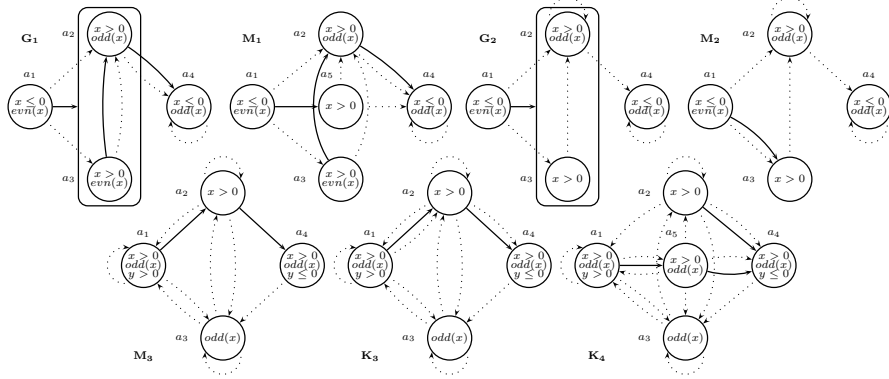 G₁
a₂
x > 0
odd(x)
a₁
x ≤ 0
evn(x)
a₄
x ≤ 0
odd(x)
a₃
x > 0
evn(x)
M₁
a₂
x > 0
odd(x)
a₁
x ≤ 0
evn(x)
a₅
x > 0
a₄
x ≤ 0
odd(x)
a₃
x > 0
evn(x)
G₂
a₂
x > 0
odd(x)
a₁
x ≤ 0
evn(x)
a₄
x ≤ 0
odd(x)
a₃
x > 0
M₂
a₂
x > 0
odd(x)
a₁
x ≤ 0
evn(x)
a₄
x ≤ 0
odd(x)
a₃
x > 0
a₂
x > 0
a₁
x > 0
odd(x)
y > 0
a₄
x > 0
odd(x)
y ≤ 0
a₃
odd(x)
M₃
a₂
x > 0
a₁
x > 0
odd(x)
y > 0
a₄
x > 0
odd(x)
y ≤ 0
a₃
odd(x)
K₃
a₂
x > 0
a₁
x > 0
odd(x)
y > 0
a₅
x > 0
odd(x)
a₄
x > 0
odd(x)
y ≤ 0
a₃
odd(x)
K₄